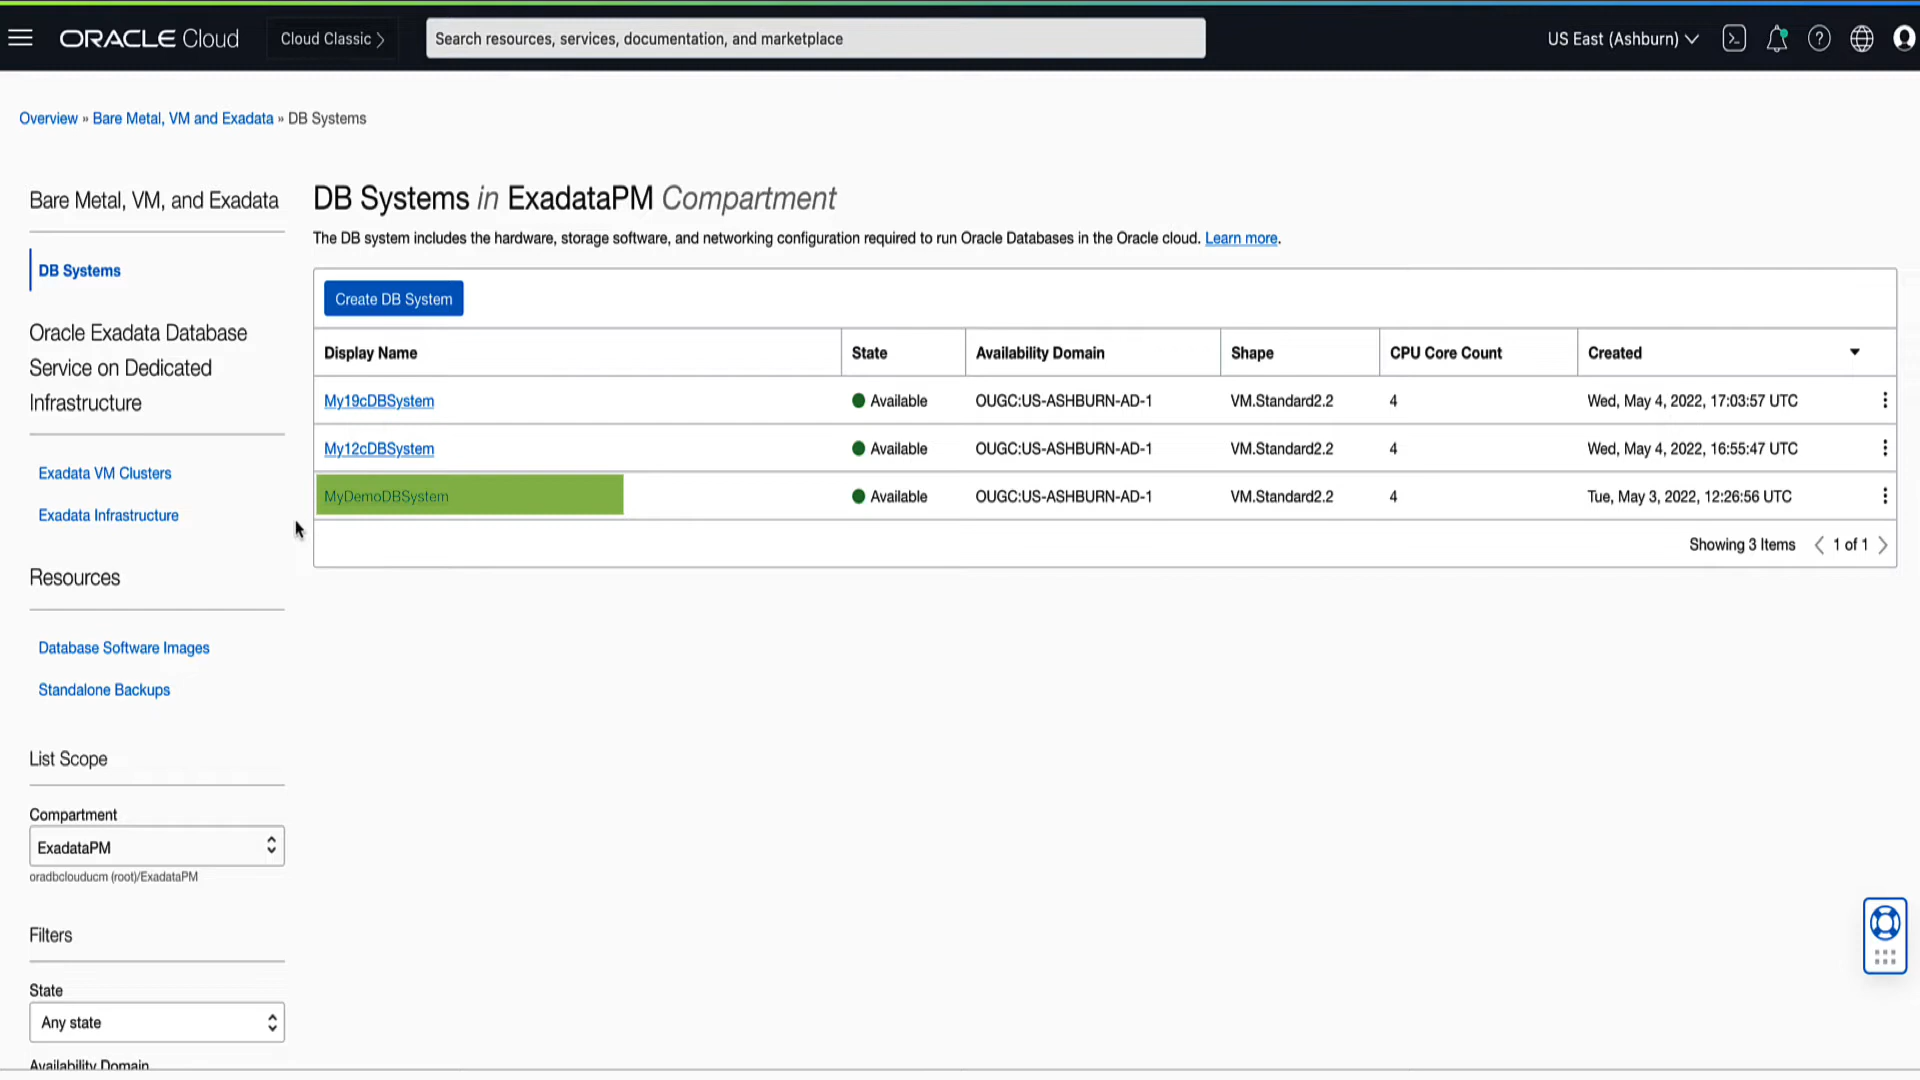 ORACLE Cloud
Cloud Classic
Search resources, services, documentation, and marketplace
US East (Ashburn)
Overview » Bare Metal, VM and Exadata » DB Systems
Bare Metal, VM, and Exadata
DB Systems
Oracle Exadata Database
Service on Dedicated
Infrastructure
Exadata VM Clusters
Exadata Infrastructure
Resources
Database Software Images
Standalone Backups
List Scope
Compartment
ExadataPM
oradbclouducm (root)/ExadataPM
Filters
State
Any state
Availability Domain
DB Systems in ExadataPM Compartment
The DB system includes the hardware, storage software, and networking configuration required to run Oracle Databases in the Oracle cloud. Learn more.
Create DB System
Display Name State Availability Domain Shape CPU Core Count Created
My19cDBSystem Available OUGC:US-ASHBURN-AD-1 VM.Standard2.2 4 Wed, May 4, 2022, 17:03:57 UTC
My12cDBSystem Available OUGC:US-ASHBURN-AD-1 VM.Standard2.2 4 Wed, May 4, 2022, 16:55:47 UTC
MyDemoDBSystem Available OUGC:US-ASHBURN-AD-1 VM.Standard2.2 4 Tue, May 3, 2022, 12:26:56 UTC
Showing 3 Items 1 of 1